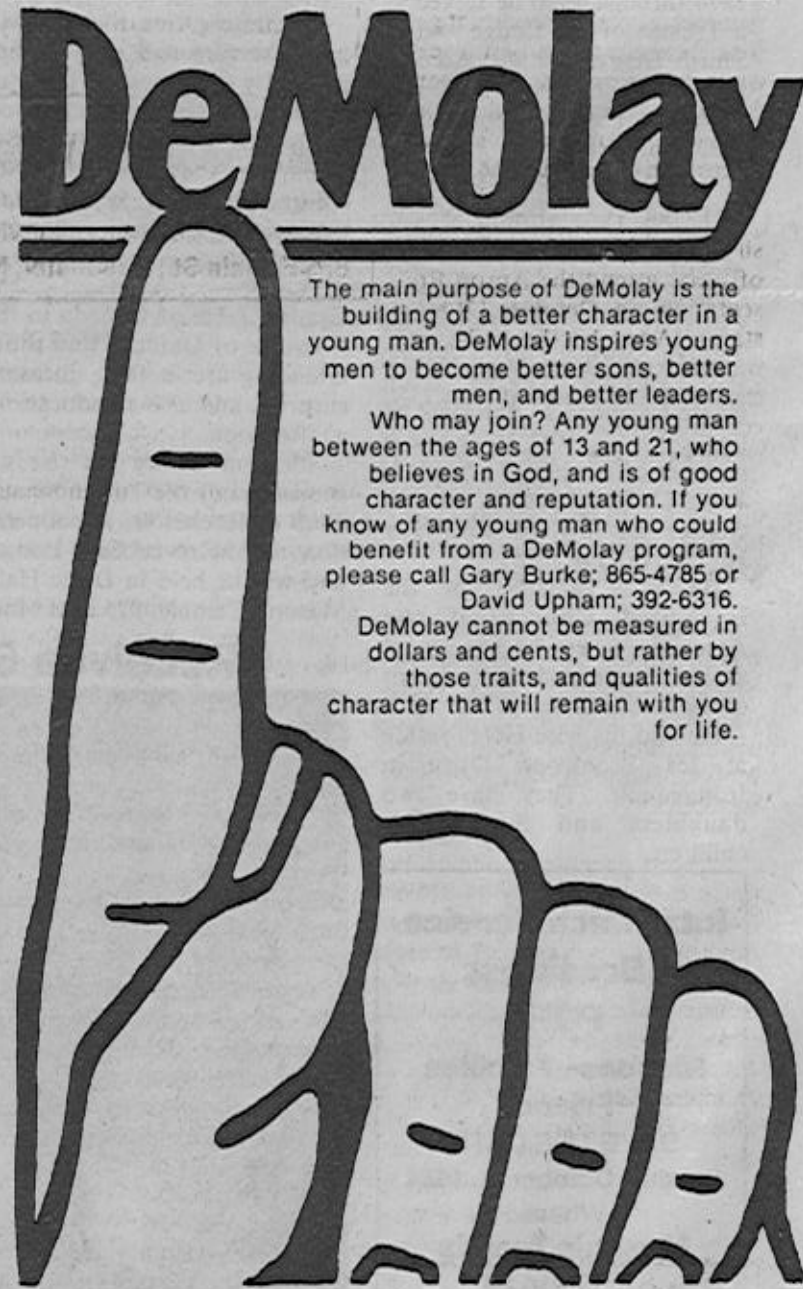 DeMolay
The main purpose of DeMolay is the
building of a better character in a
young man. DeMolay inspires young
men to become better sons, better
men, and better leaders.
Who may join? Any young man
between the ages of 13 and 21, who
believes in God, and is of good
character and reputation. If you
know of any young man who could
benefit from a DeMolay program,
please call Gary Burke; 865-4785 or
David Upham; 392-6316.
DeMolay cannot be measured in
dollars and cents, but rather by
those traits, and qualities of
character that will remain with you
for life.